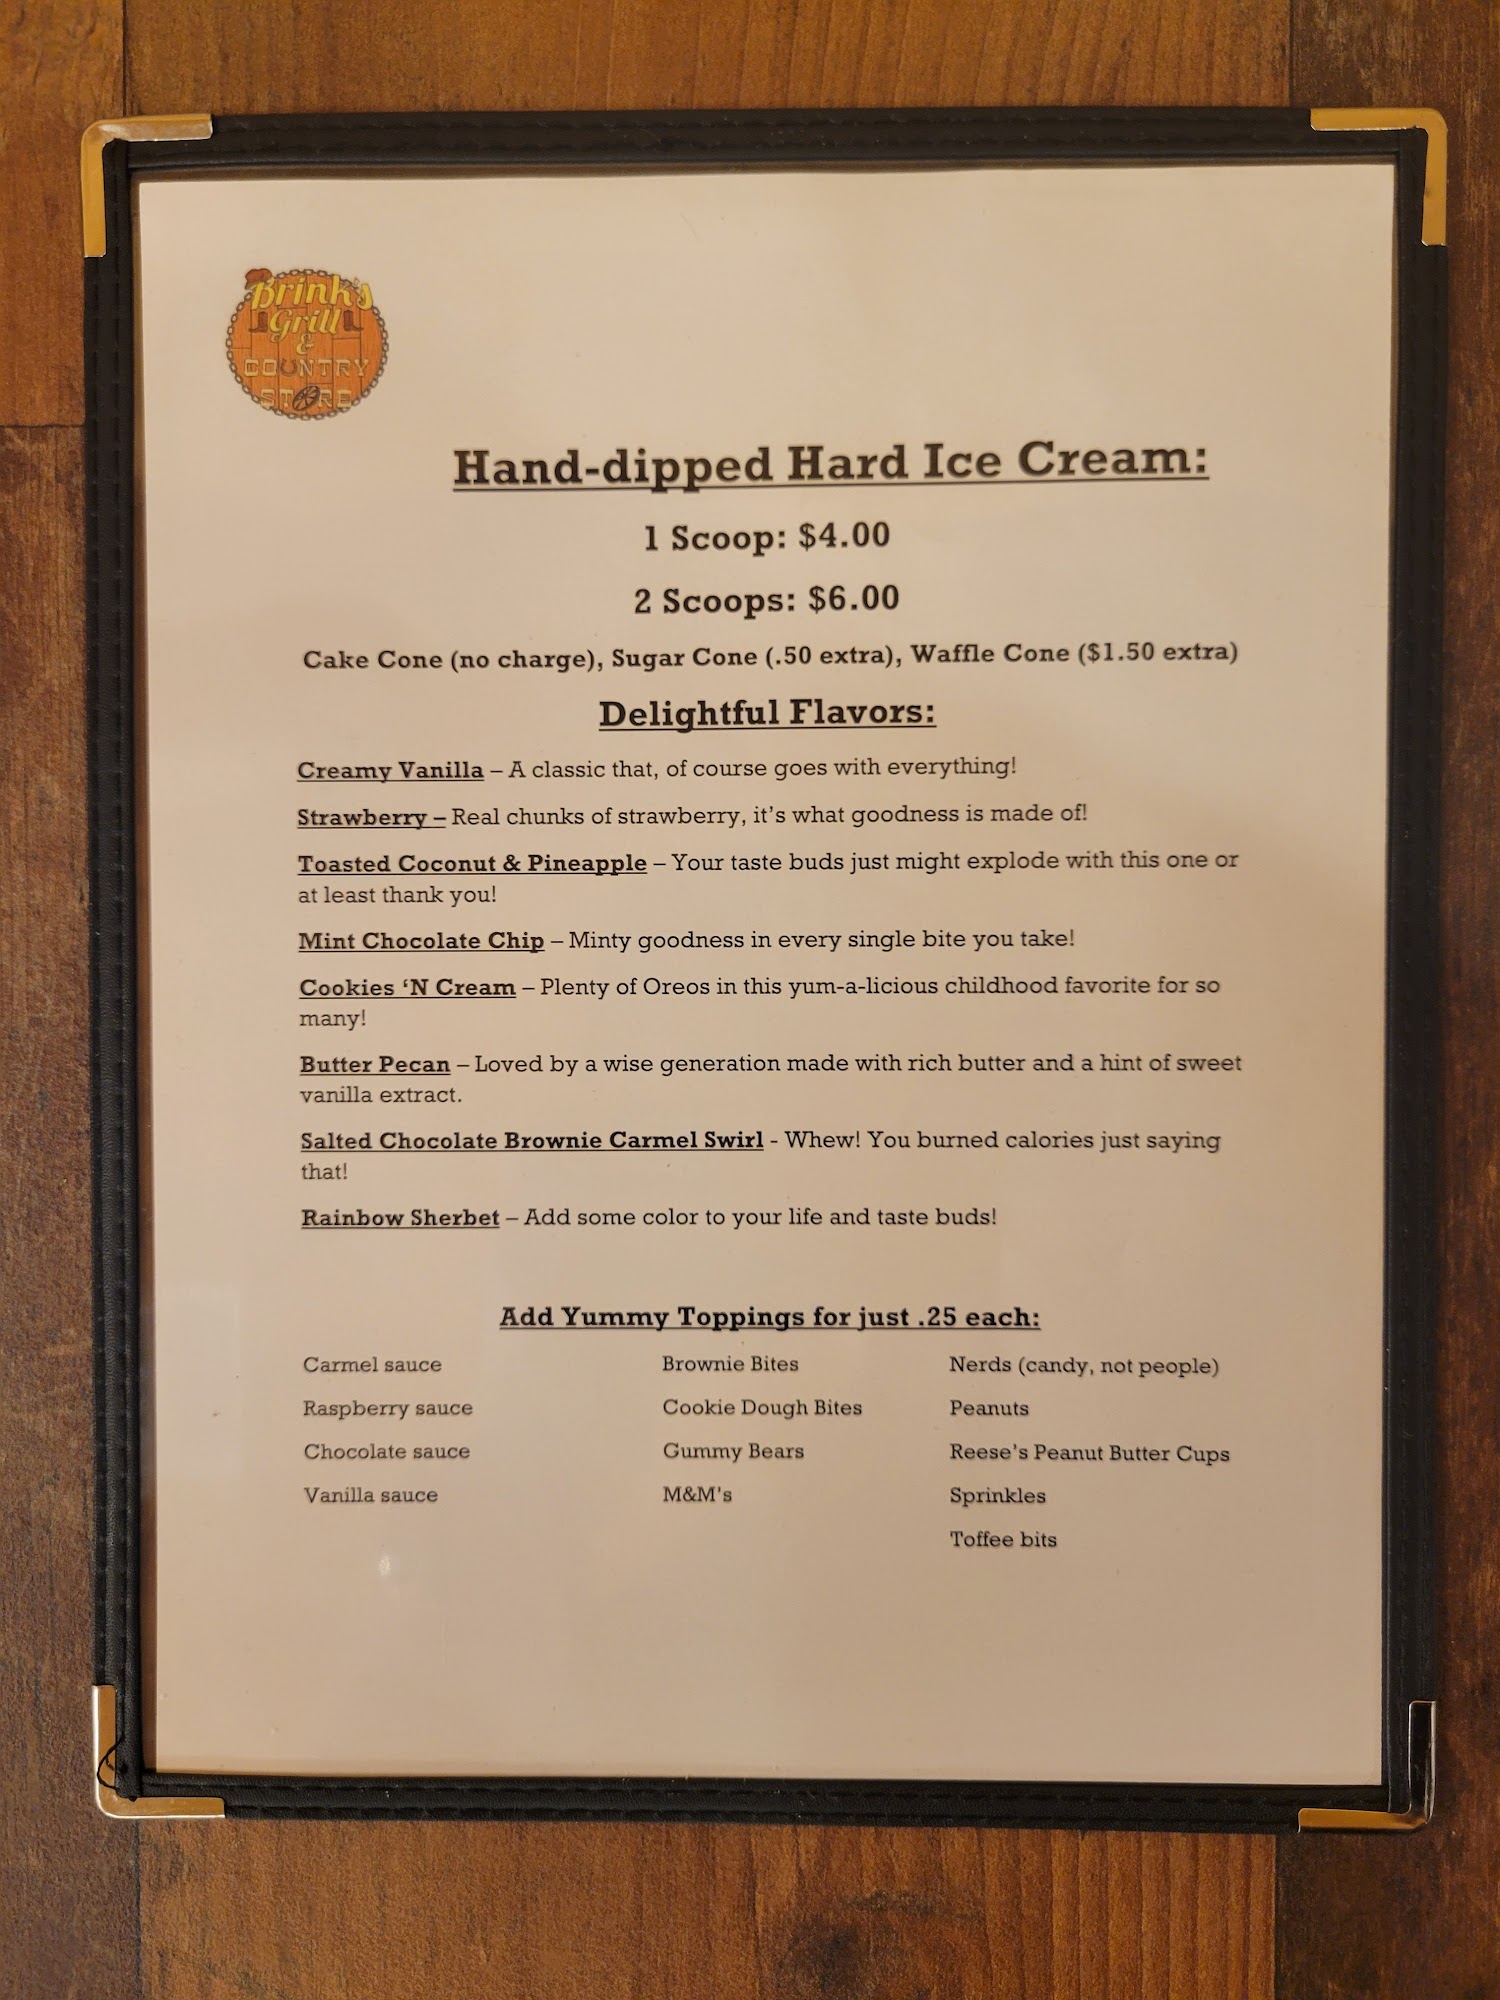 Brink's
Grill
&
COUNTRY
STORE
Hand-dipped Hard Ice Cream:
1 Scoop: $4.00
2 Scoops: $6.00
Cake Cone (no charge), Sugar Cone (.50 extra), Waffle Cone ($1.50 extra)
Delightful Flavors:
Creamy Vanilla – A classic that, of course goes with everything!
Strawberry – Real chunks of strawberry, it's what goodness is made of!
Toasted Coconut & Pineapple – Your taste buds just might explode with this one or
at least thank you!
Mint Chocolate Chip – Minty goodness in every single bite you take!
Cookies ‘N Cream – Plenty of Oreos in this yum-a-licious childhood favorite for so
many!
Butter Pecan – Loved by a wise generation made with rich butter and a hint of sweet
vanilla extract.
Salted Chocolate Brownie Carmel Swirl - Whew! You burned calories just saying
that!
Rainbow Sherbet – Add some color to your life and taste buds!
Add Yummy Toppings for just .25 each:
Carmel sauce
Raspberry sauce
Chocolate sauce
Vanilla sauce
Brownie Bites
Cookie Dough Bites
Gummy Bears
M&M's
Nerds (candy, not people)
Peanuts
Reese's Peanut Butter Cups
Sprinkles
Toffee bits